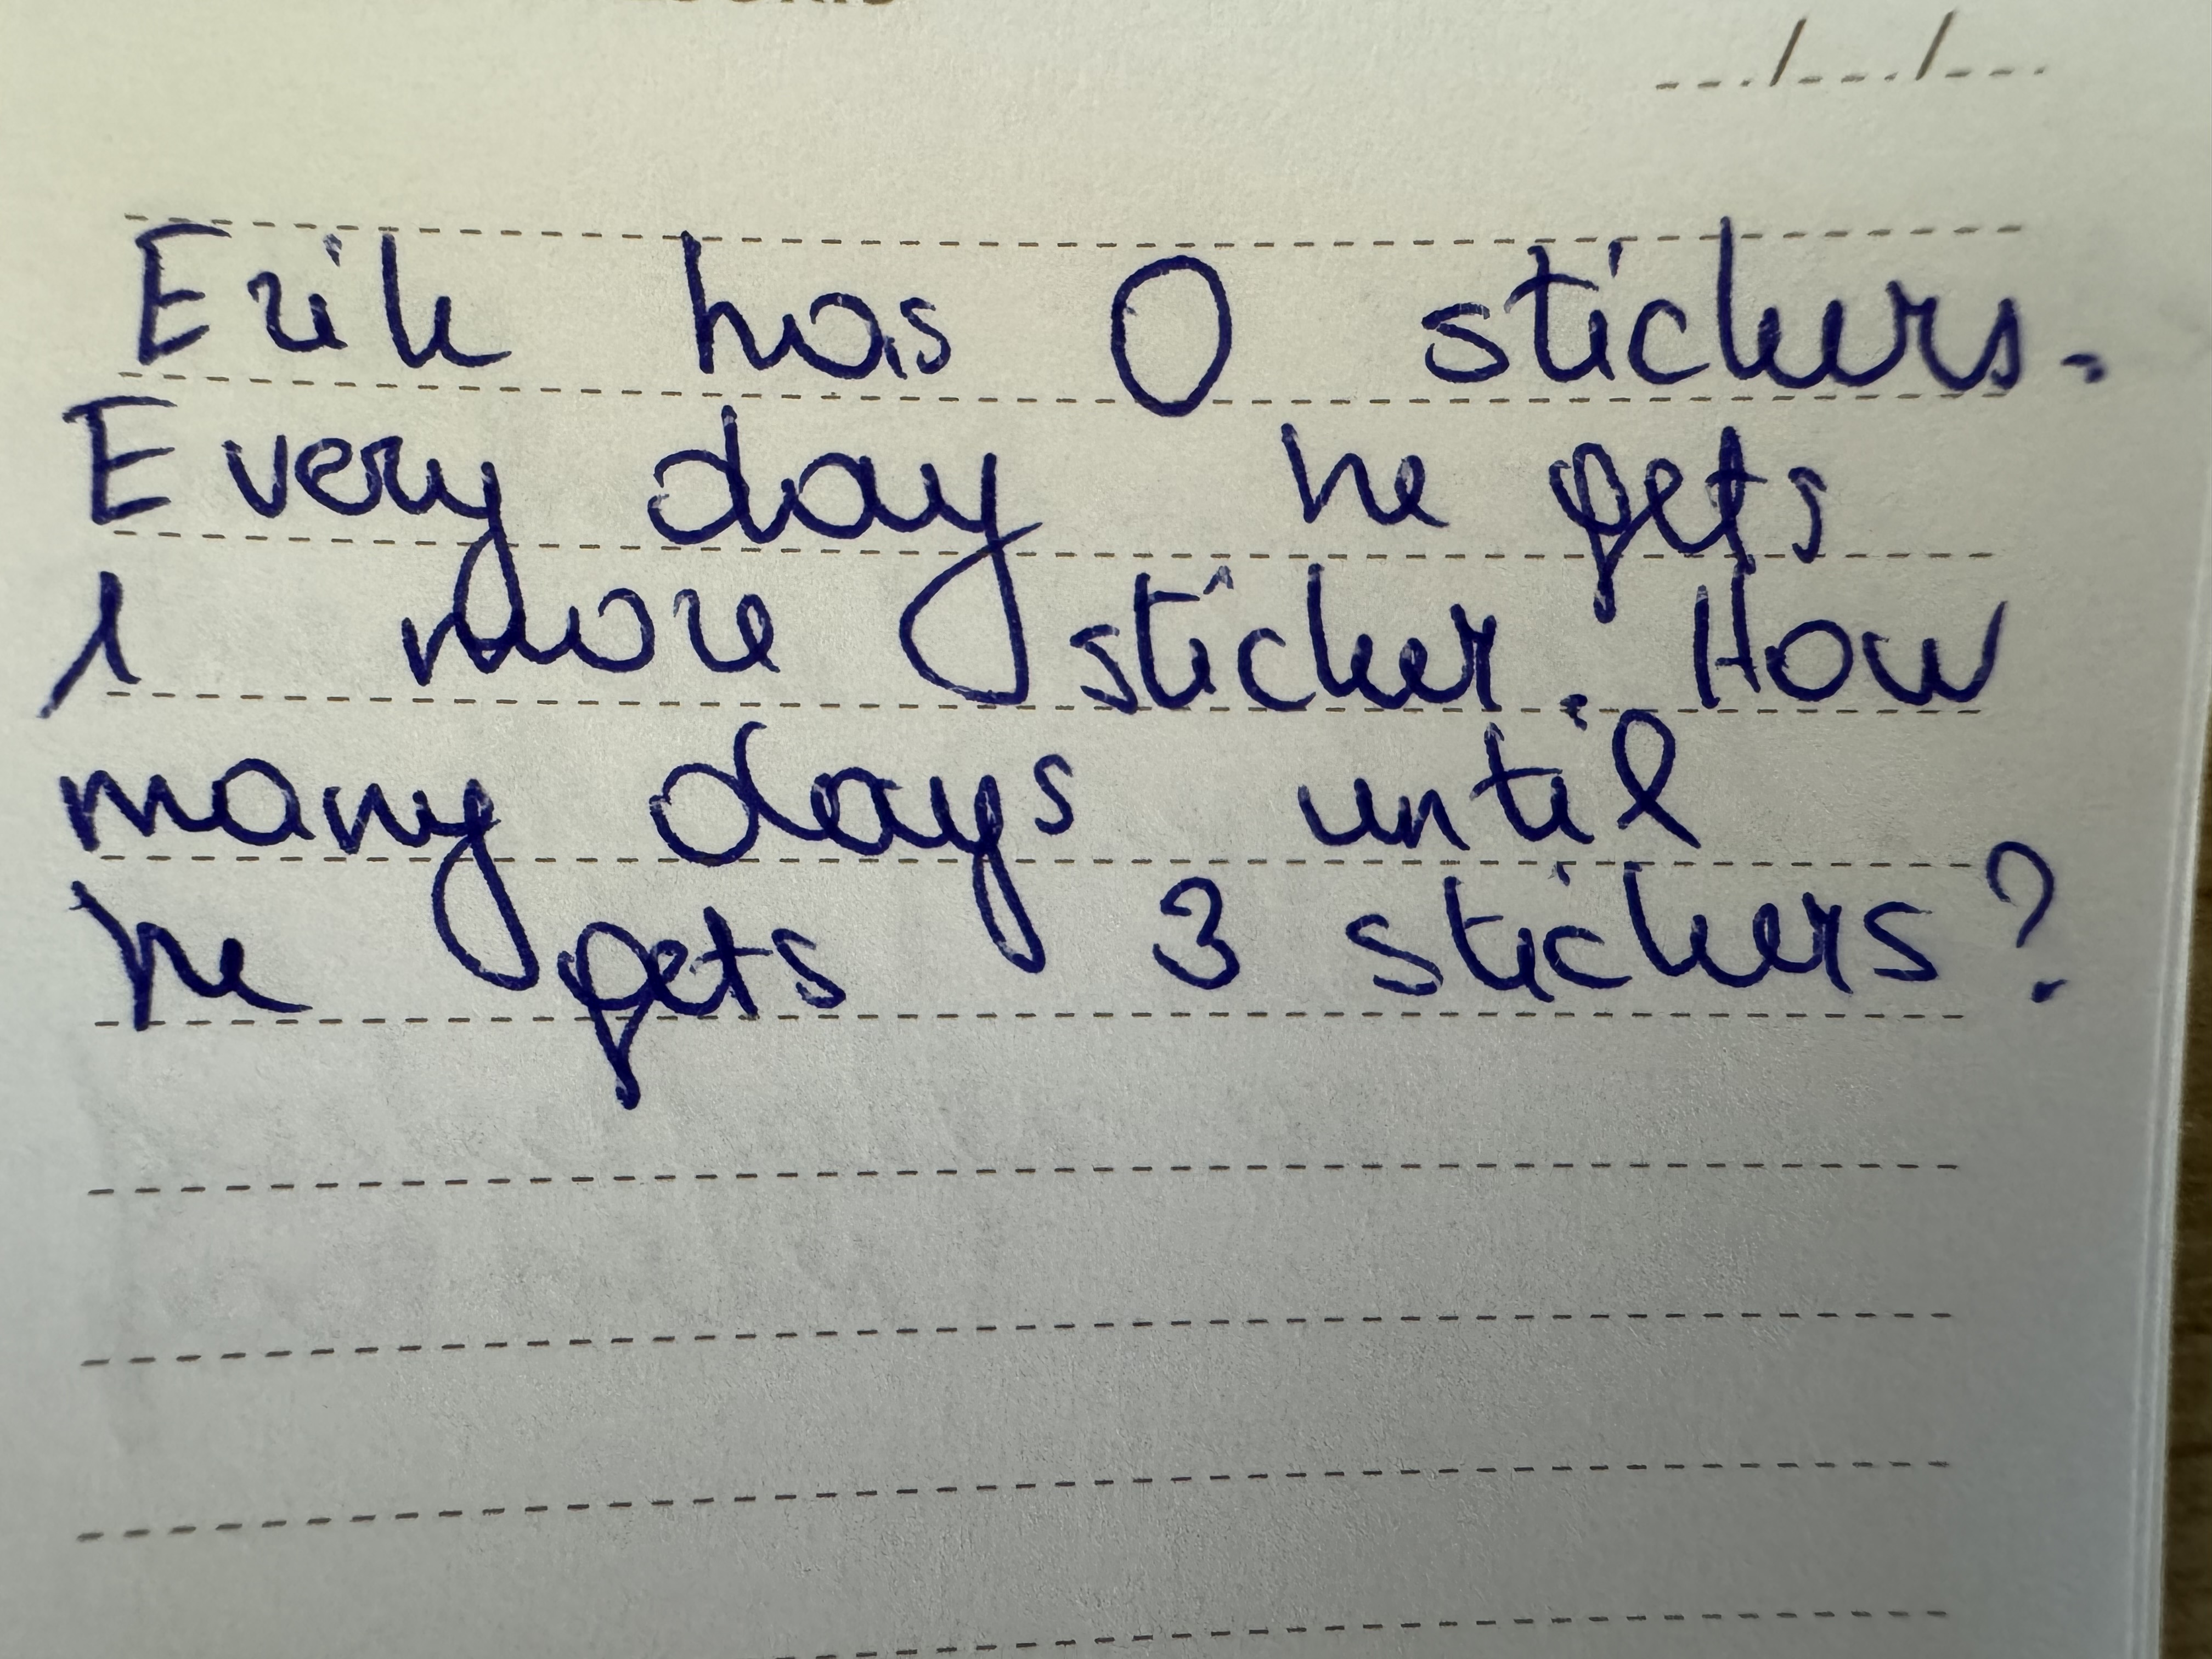 Erik has 0 stickers.
Every day he gets
1 more sticker. How
many days until
he gets 3 stickers?